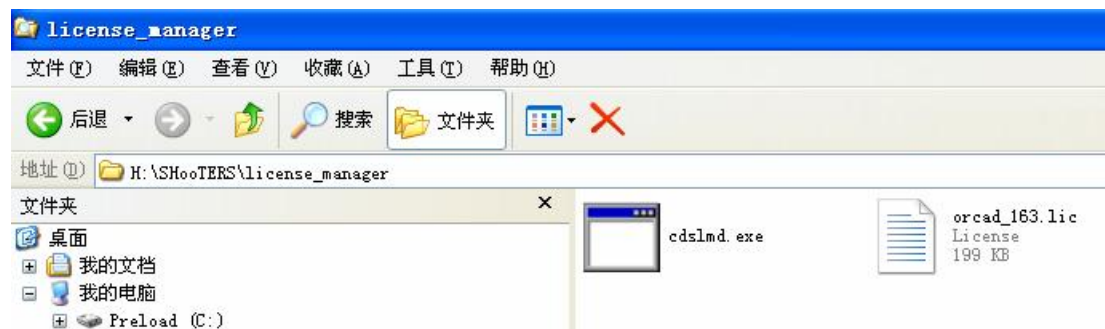 license_manager
文件(F) 编辑(E) 查看(V) 收藏(A) 工具(T) 帮助(H)
后退 搜索 文件夹
地址(D) H:\SHooTERS\license_manager
文件夹 ×
桌面
我的文档
我的电脑
Preload (C:)
cdslmd.exe
orcad_163.lic
License
199 KB